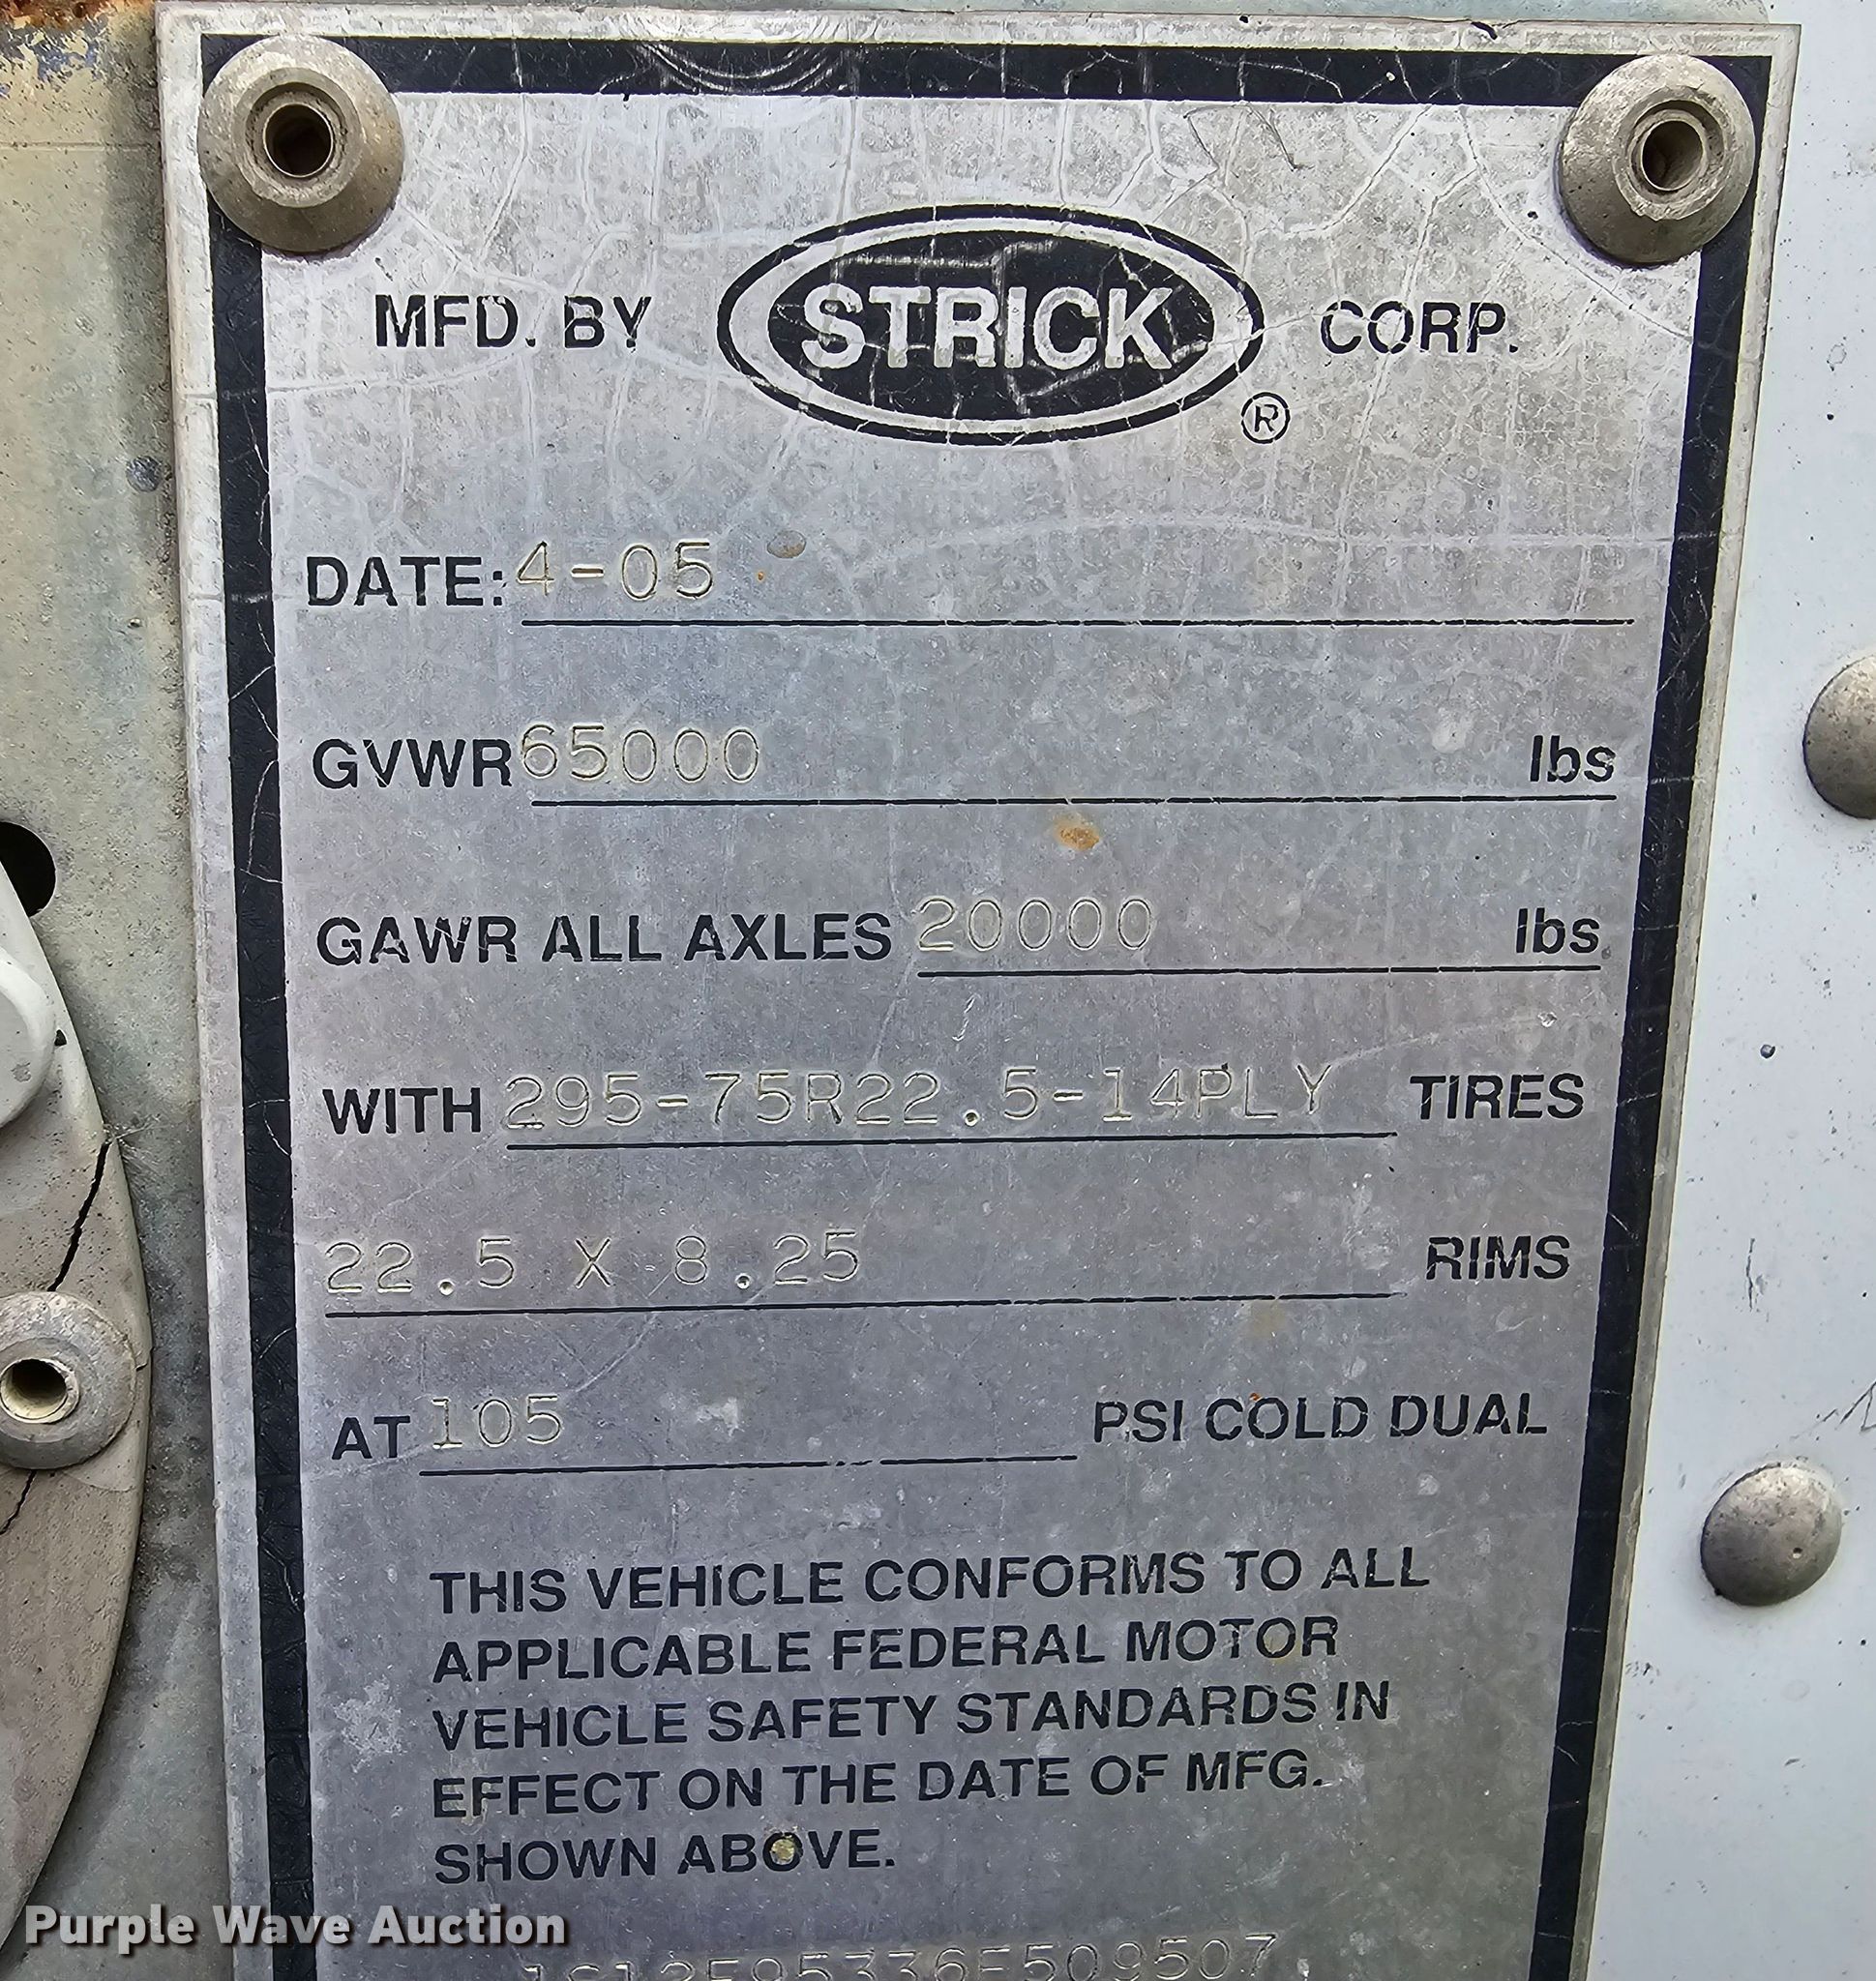 MFD. BY STRICK ® CORP.
DATE: 4-05
GVWR 65000 lbs
GAWR ALL AXLES 20000 lbs
WITH 295-75R22.5-14PLY TIRES
22.5 X 8.25 RIMS
AT 105 PSI COLD DUAL
THIS VEHICLE CONFORMS TO ALL
APPLICABLE FEDERAL MOTOR
VEHICLE SAFETY STANDARDS IN
EFFECT ON THE DATE OF MFG.
SHOWN ABOVE.
Purple Wave Auction